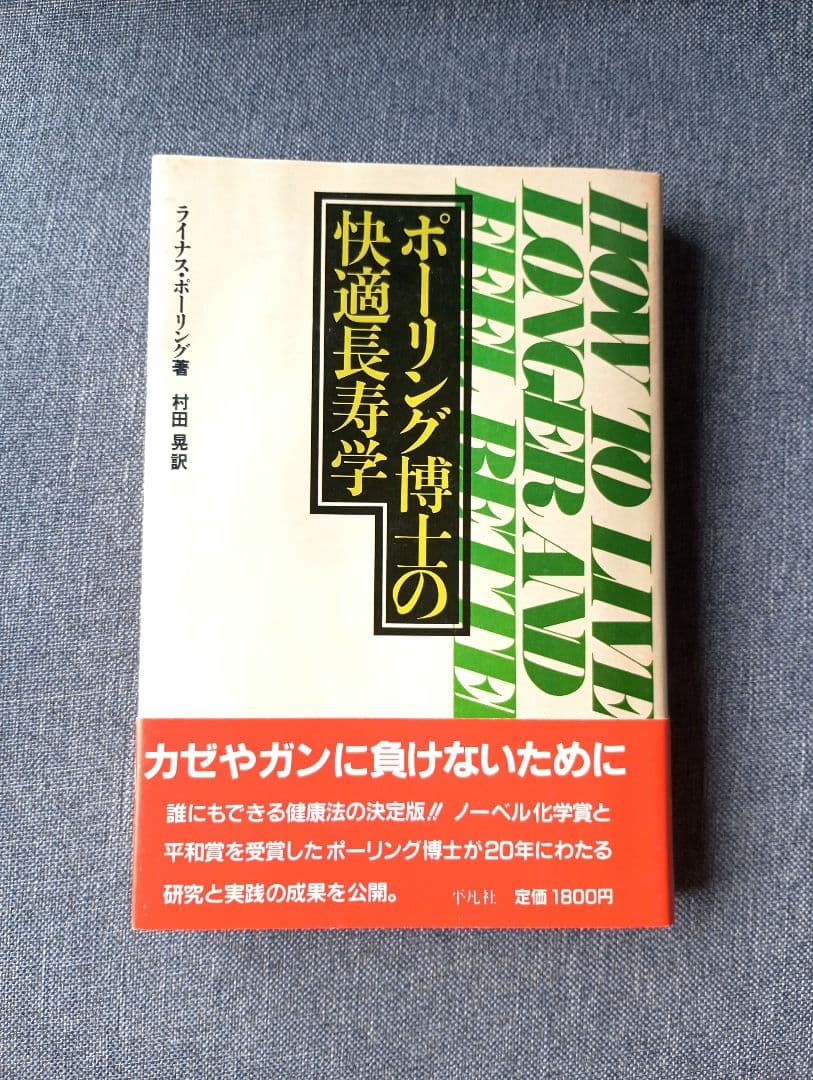 HOW TO LIVE
LONGER AND
FEEL BETTE
ポーリング博士の
快適長寿学
ライナス・ポーリング著 村田 晃訳
カゼやガンに負けないために
誰にもできる健康法の決定版!! ノーベル化学賞と
平和賞を受賞したポーリング博士が20年にわたる
研究と実践の成果を公開。 平凡社 定価1800円